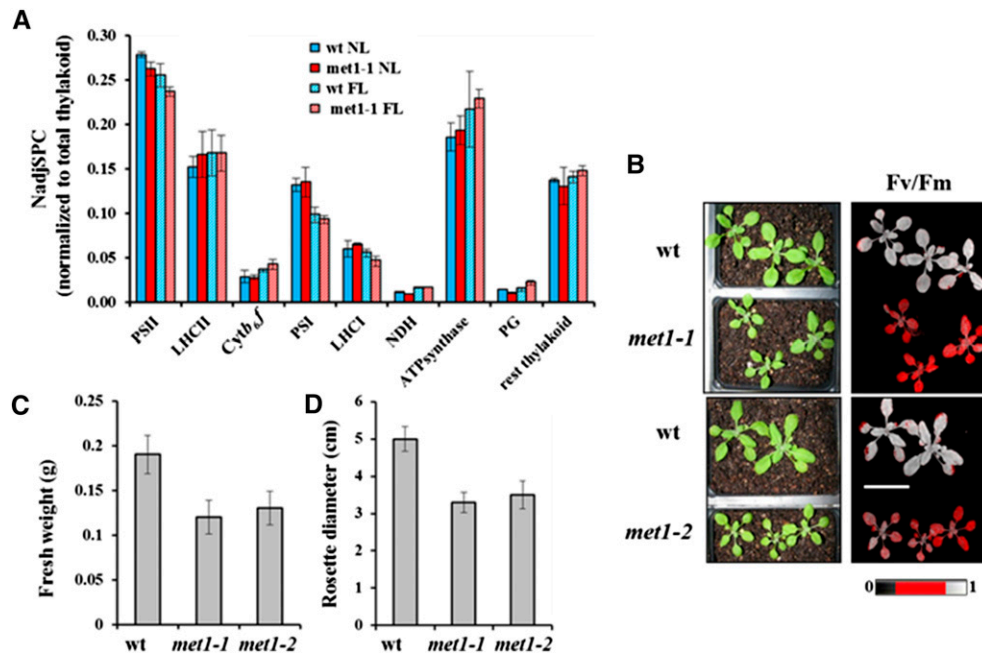 A
NadjSPC
(normalized to total thylakoid)
0.30
0.25
0.20
0.15
0.10
0.05
0.00
wt NL
met1-1 NL
wt FL
met1-1 FL
PSII
LHCII
Cytb6f
PSI
LHCI
NDH
ATPsynthase
PG
rest thylakoid
B
Fv/Fm
wt
met1-1
wt
met1-2
0 1
C
Fresh weight (g)
0.25
0.2
0.15
0.1
0.05
0
wt met1-1 met1-2
D
Rosette diameter (cm)
6
5
4
3
2
1
0
wt met1-1 met1-2